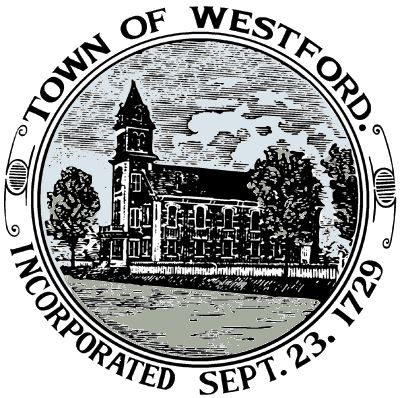 TOWN OF WESTFORD.
INCORPORATED SEPT. 23. 1729